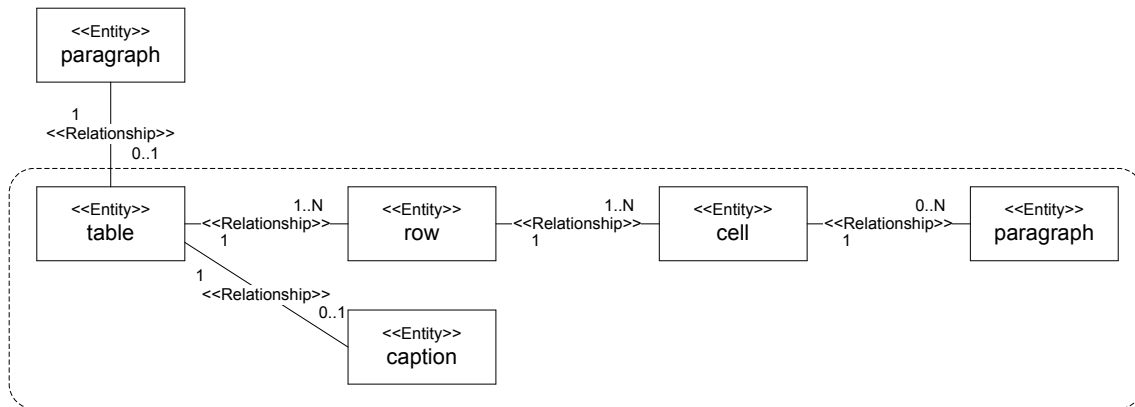 <<Entity>>
paragraph
1
<<Relationship>>
0..1
<<Entity>>
table
1..N
<<Relationship>>
1
<<Entity>>
row
1..N
<<Relationship>>
1
<<Entity>>
cell
0..N
<<Relationship>>
1
<<Entity>>
paragraph
1
<<Relationship>>
0..1
<<Entity>>
caption